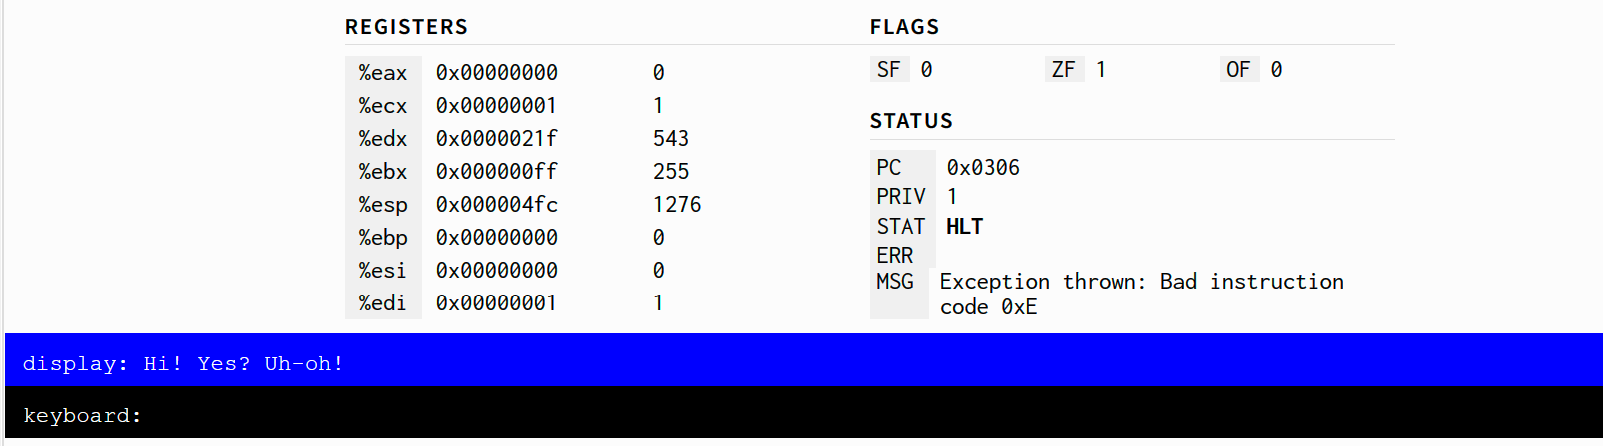 REGISTERS
%eax 0x00000000 0
%ecx 0x00000001 1
%edx 0x0000021f 543
%ebx 0x000000ff 255
%esp 0x000004fc 1276
%ebp 0x00000000 0
%esi 0x00000000 0
%edi 0x00000001 1
FLAGS
SF 0 ZF 1 OF 0
STATUS
PC 0x0306
PRIV 1
STAT HLT
ERR
MSG Exception thrown: Bad instruction
code 0xE
display: Hi! Yes? Uh-oh!
keyboard: